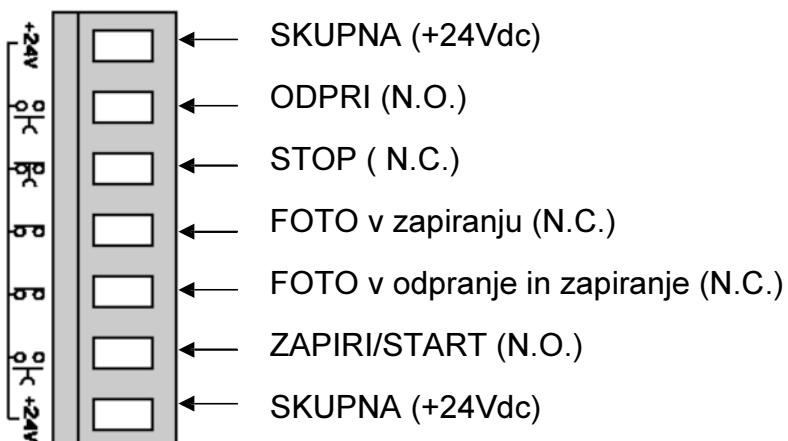 +24V SKUPNA (+24Vdc)
ODPRI (N.O.)
STOP ( N.C.)
FOTO v zapiranju (N.C.)
FOTO v odpranje in zapiranje (N.C.)
ZAPIRI/START (N.O.)
+24V SKUPNA (+24Vdc)